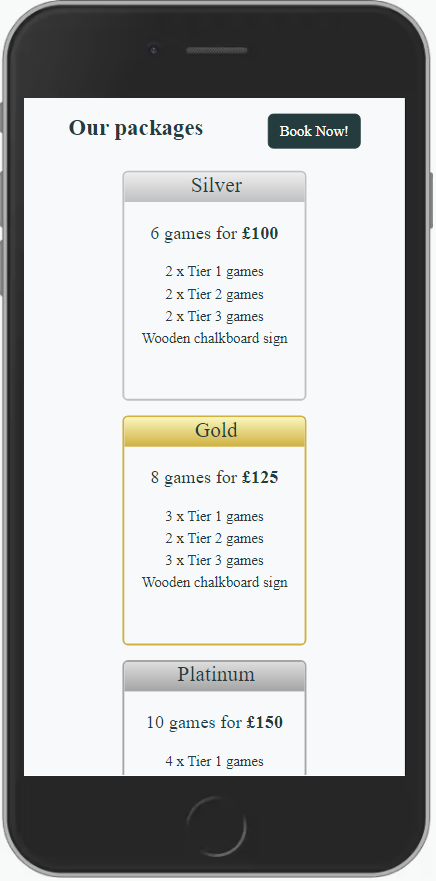 Our packages
Book Now!
Silver
6 games for £100
2 x Tier 1 games
2 x Tier 2 games
2 x Tier 3 games
Wooden chalkboard sign
Gold
8 games for £125
3 x Tier 1 games
2 x Tier 2 games
3 x Tier 3 games
Wooden chalkboard sign
Platinum
10 games for £150
4 x Tier 1 games